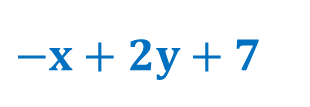 −x + 2y + 7